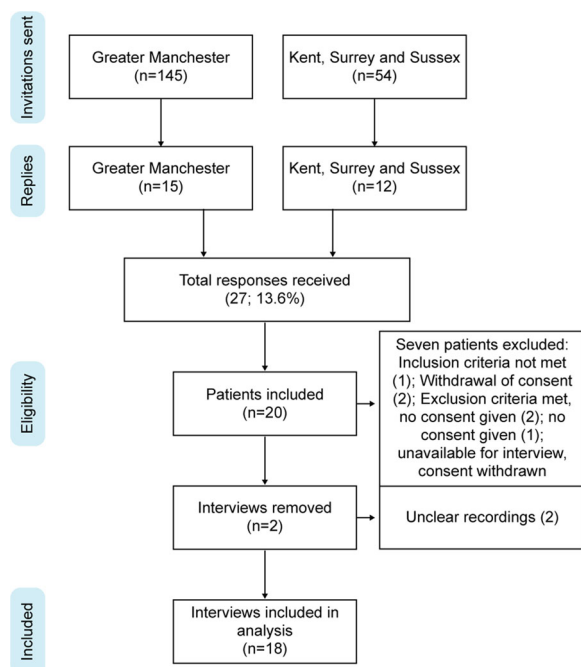 Invitations sent
Greater Manchester
(n=145)
Kent, Surrey and Sussex
(n=54)
Replies
Greater Manchester
(n=15)
Kent, Surrey and Sussex
(n=12)
Total responses received
(27; 13.6%)
Eligibility
Patients included
(n=20)
Seven patients excluded:
Inclusion criteria not met
(1); Withdrawal of consent
(2); Exclusion criteria met,
no consent given (2); no
consent given (1);
unavailable for interview,
consent withdrawn
Interviews removed
(n=2)
Unclear recordings (2)
Included
Interviews included in
analysis
(n=18)